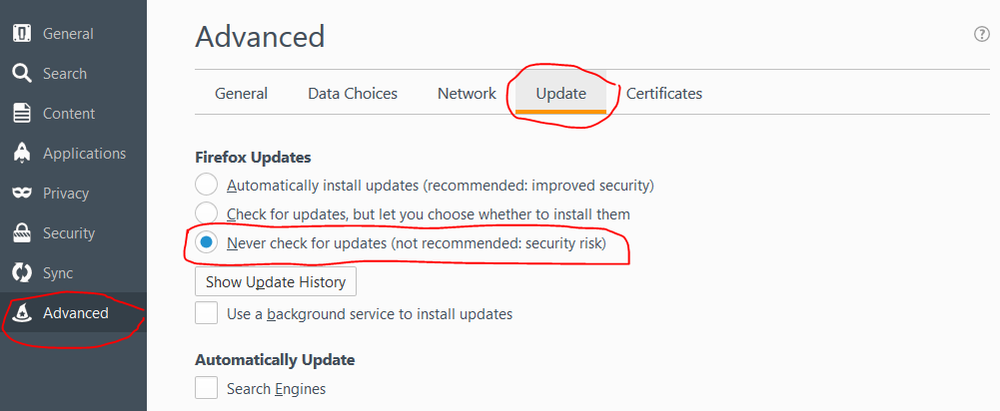 General
Search
Content
Applications
Privacy
Security
Sync
Advanced
Advanced
?
General Data Choices Network Update Certificates
Firefox Updates
Automatically install updates (recommended: improved security)
Check for updates, but let you choose whether to install them
Never check for updates (not recommended: security risk)
Show Update History
Use a background service to install updates
Automatically Update
Search Engines